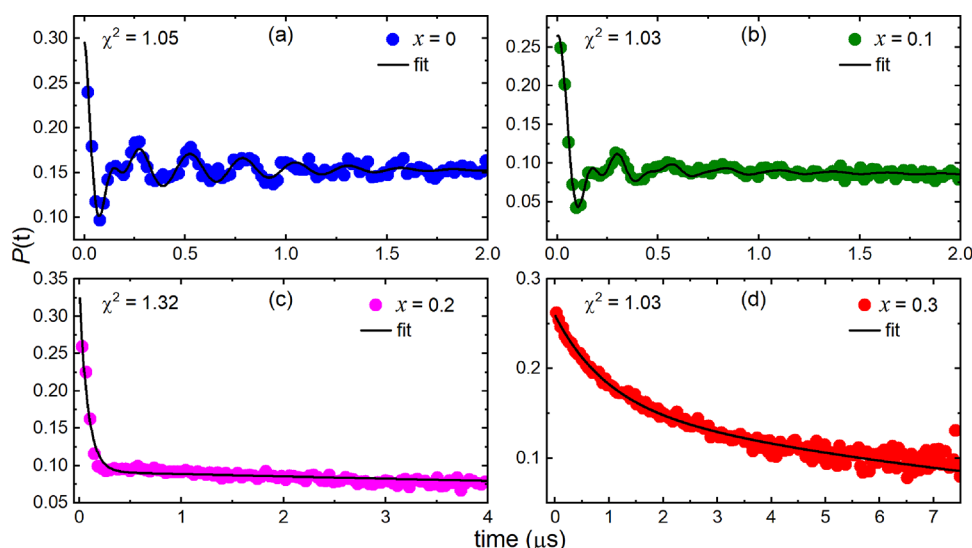 χ² = 1.05
(a)
x = 0
fit
0.30
0.25
0.20
0.15
0.10
0.0
0.5
1.0
1.5
2.0
χ² = 1.03
(b)
x = 0.1
fit
0.25
0.20
0.15
0.10
0.05
0.0
0.5
1.0
1.5
2.0
P(t)
χ² = 1.32
(c)
x = 0.2
fit
0.35
0.30
0.25
0.20
0.15
0.10
0.05
0
1
2
3
4
χ² = 1.03
(d)
x = 0.3
fit
0.3
0.2
0.1
0
1
2
3
4
5
6
7
time (μs)